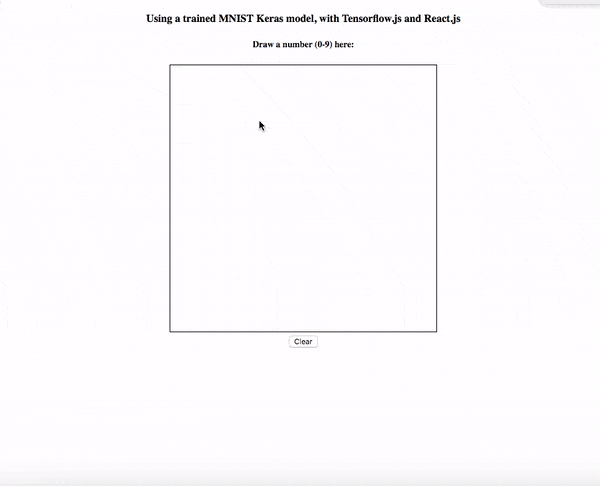 Using a trained MNIST Keras model, with Tensorflow.js and React.js
Draw a number (0-9) here:
Clear